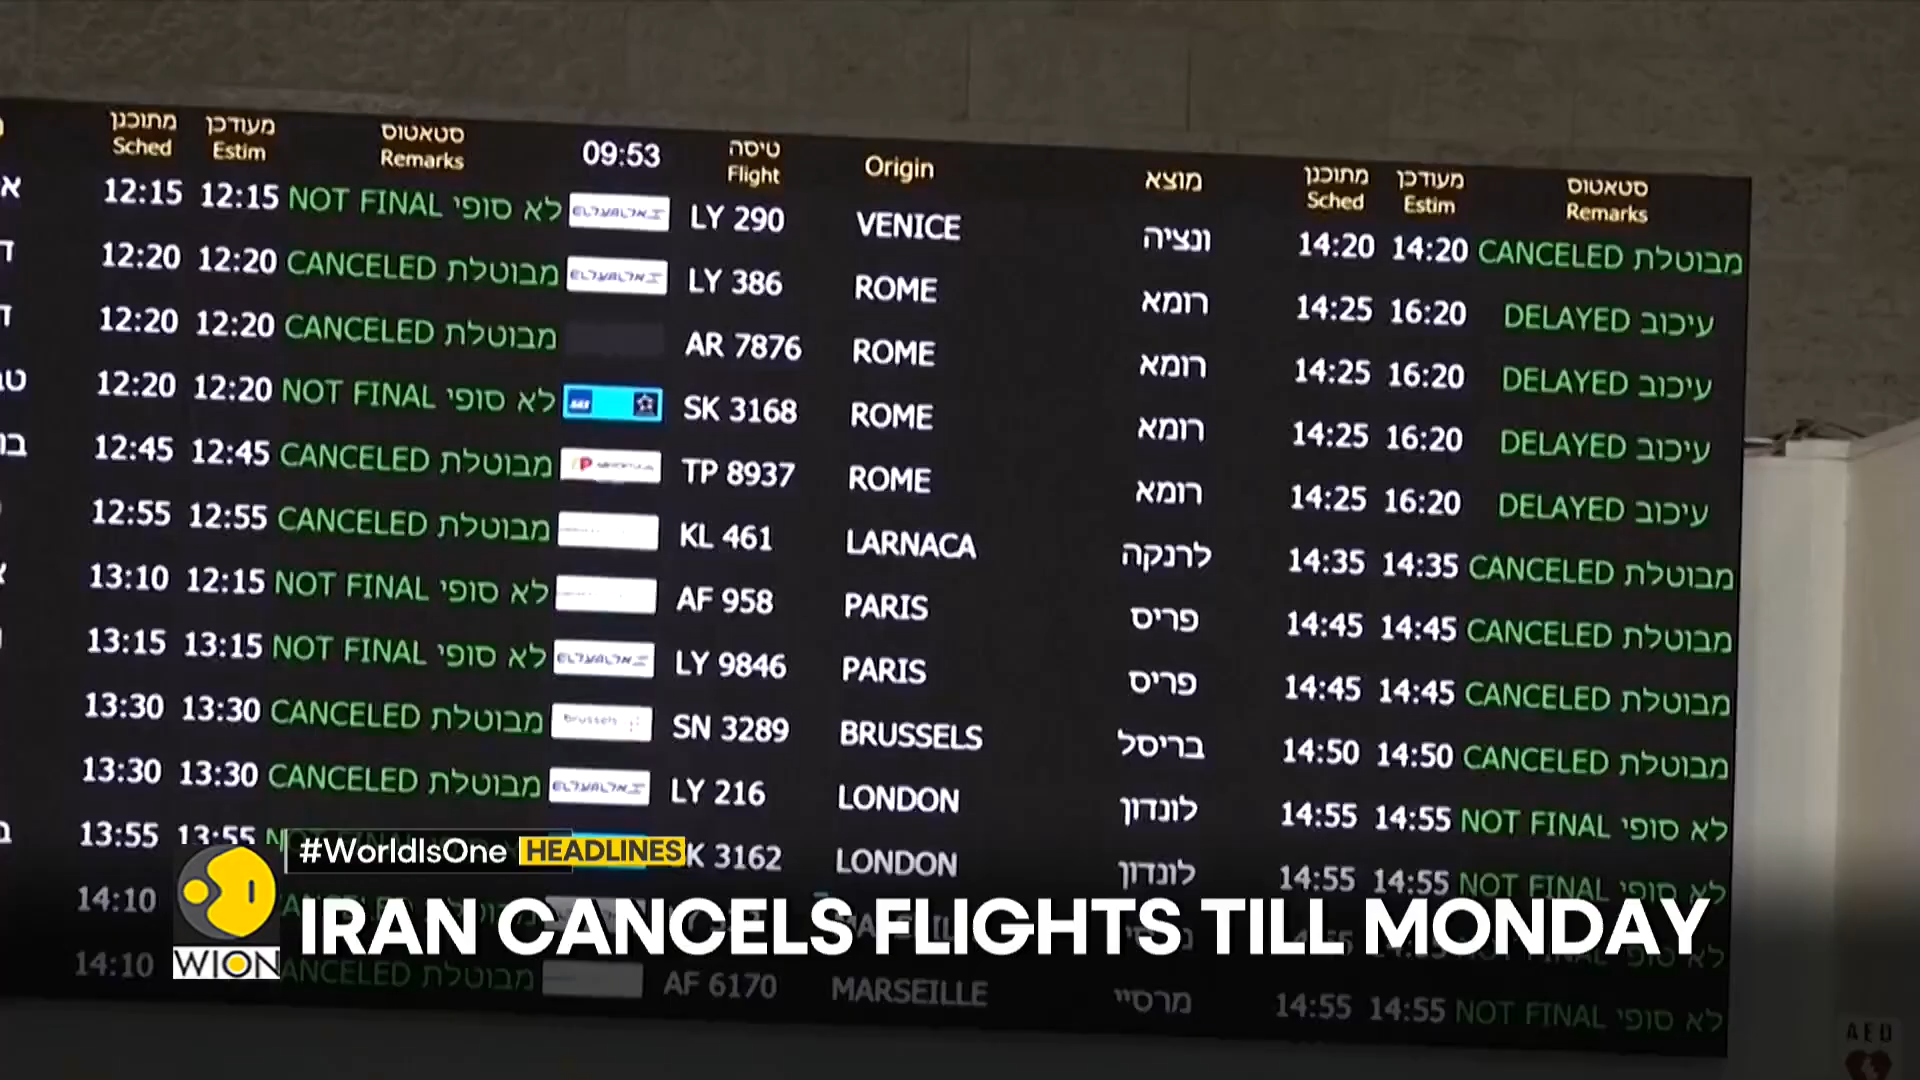 מתוכנן מעודכן סטאטוס 09:53 טיסה Origin מוצא מתוכנן מעודכן סטאטוס
Sched Estim Remarks Flight Sched Estim Remarks
12:15 12:15 NOT FINAL לא סופי LY 290 VENICE ונציה 14:20 14:20 CANCELED מבוטלת
12:20 12:20 CANCELED מבוטלת LY 386 ROME רומא 14:25 16:20 DELAYED עיכוב
12:20 12:20 CANCELED מבוטלת AR 7876 ROME רומא 14:25 16:20 DELAYED עיכוב
12:20 12:20 NOT FINAL לא סופי SK 3168 ROME רומא 14:25 16:20 DELAYED עיכוב
12:45 12:45 CANCELED מבוטלת TP 8937 ROME רומא 14:25 16:20 DELAYED עיכוב
12:55 12:55 CANCELED מבוטלת KL 461 LARNACA לרנקה 14:35 14:35 CANCELED מבוטלת
13:10 12:15 NOT FINAL לא סופי AF 958 PARIS פריס 14:45 14:45 CANCELED מבוטלת
13:15 13:15 NOT FINAL לא סופי LY 9846 PARIS פריס 14:45 14:45 CANCELED מבוטלת
13:30 13:30 CANCELED מבוטלת brussels SN 3289 BRUSSELS בריסל 14:50 14:50 CANCELED מבוטלת
13:30 13:30 CANCELED מבוטלת LY 216 LONDON לונדון 14:55 14:55 NOT FINAL לא סופי
13:55 13:55 K 3162 LONDON לונדון 14:55 14:55 NOT FINAL לא סופי
#WorldIsOne HEADLINES
14:10
IRAN CANCELS FLIGHTS TILL MONDAY
WION
14:10 CANCELED מבוטלת AF 6170 MARSEILLE מרסיי 14:55 14:55 NOT FINAL לא סופי
AED